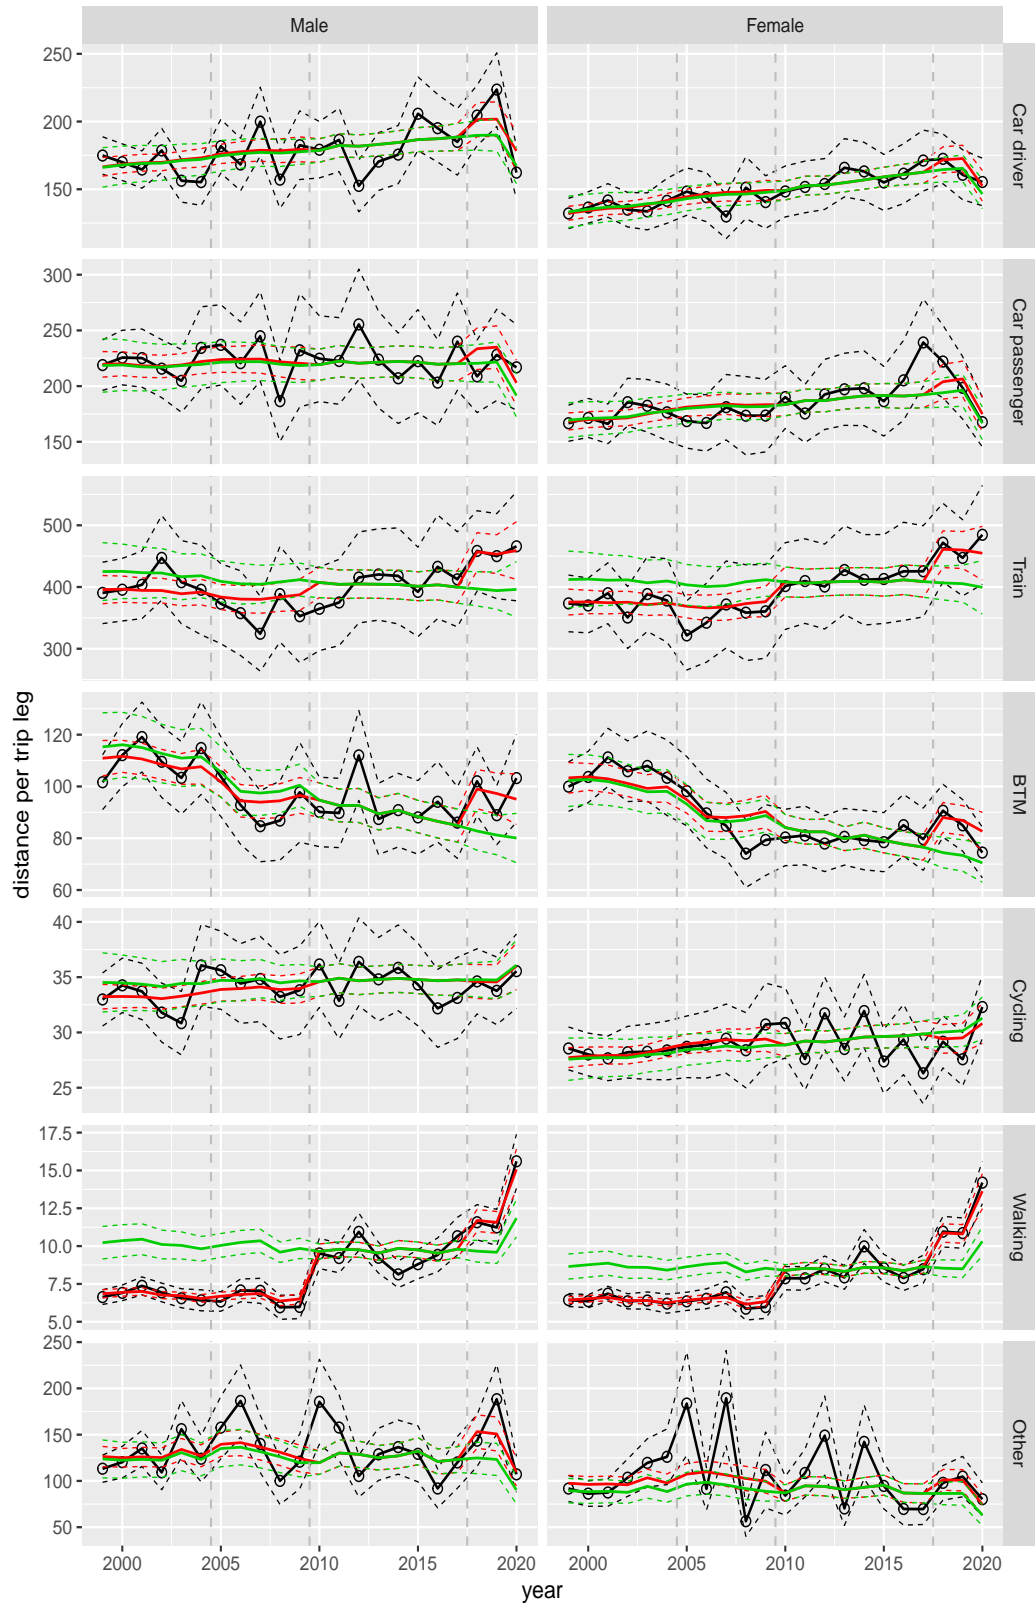 Male Female
250
200
150
Car driver
300
250
200
150
Car passenger
500
400
300
Train
120
100
80
60
BTM
40
35
30
25
Cycling
17.5
15.0
12.5
10.0
7.5
5.0
Walking
250
200
150
100
50
Other
distance per trip leg
2000 2005 2010 2015 2020 2000 2005 2010 2015 2020
year